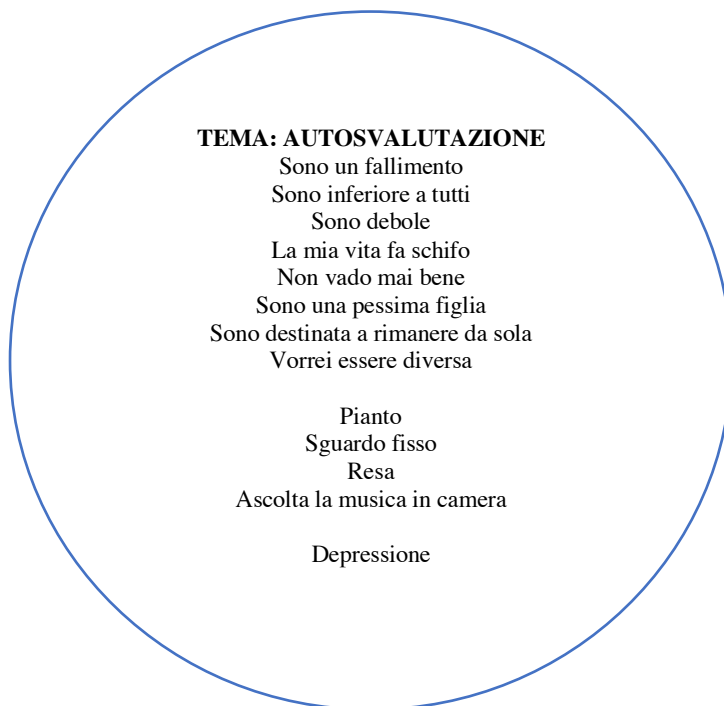 TEMA: AUTOSVALUTAZIONE
Sono un fallimento
Sono inferiore a tutti
Sono debole
La mia vita fa schifo
Non vado mai bene
Sono una pessima figlia
Sono destinata a rimanere da sola
Vorrei essere diversa
Pianto
Sguardo fisso
Resa
Ascolta la musica in camera
Depressione